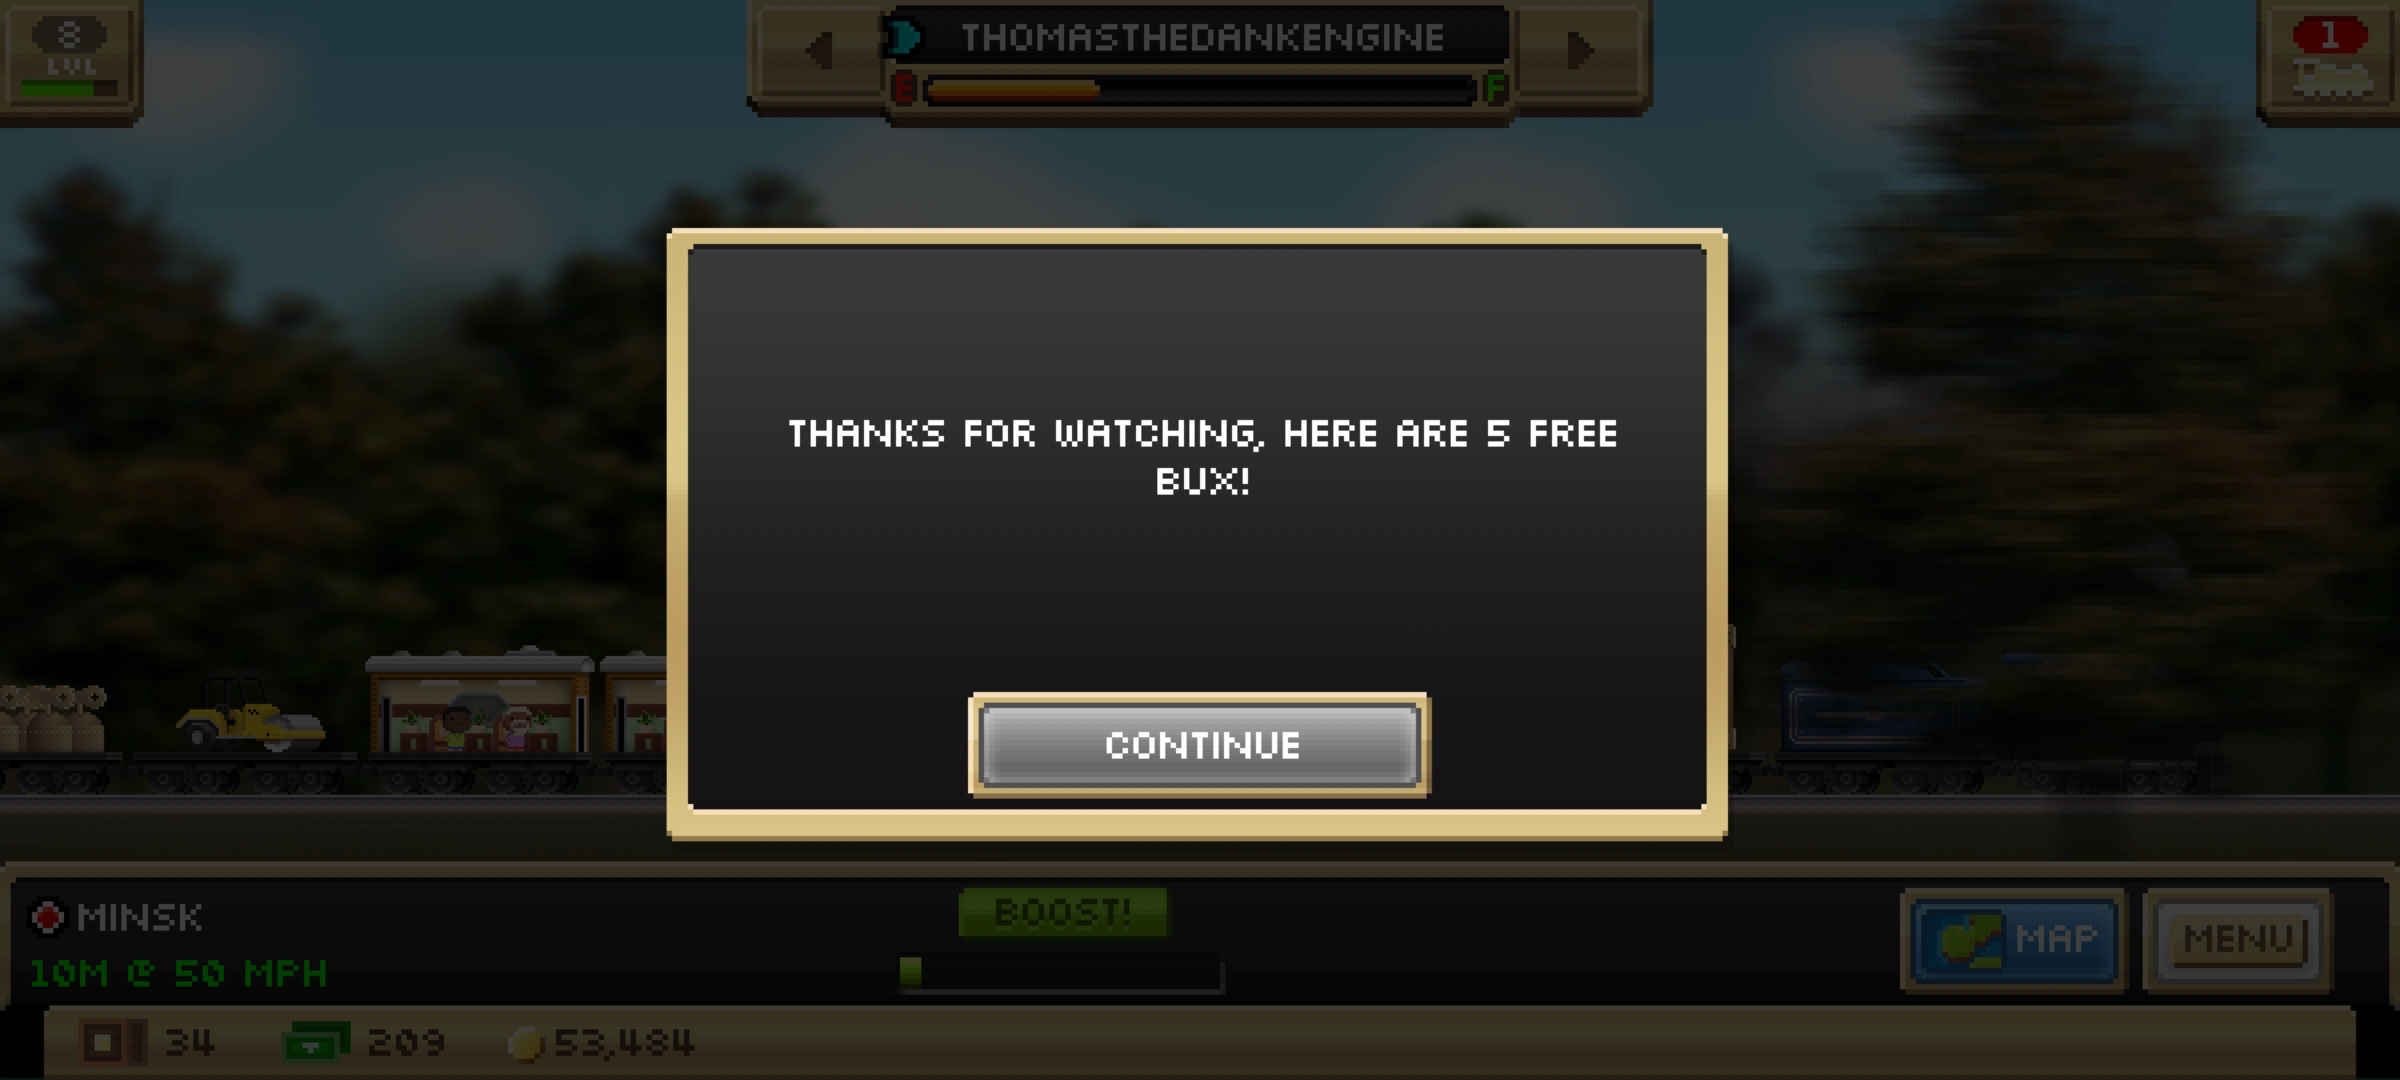 8
LVL
THOMASTHEDANKENGINE
E F
1
THANKS FOR WATCHING, HERE ARE 5 FREE
BUX!
CONTINUE
MINSK
10M @ 50 MPH
BOOST!
MAP
MENU
34 209 53,484